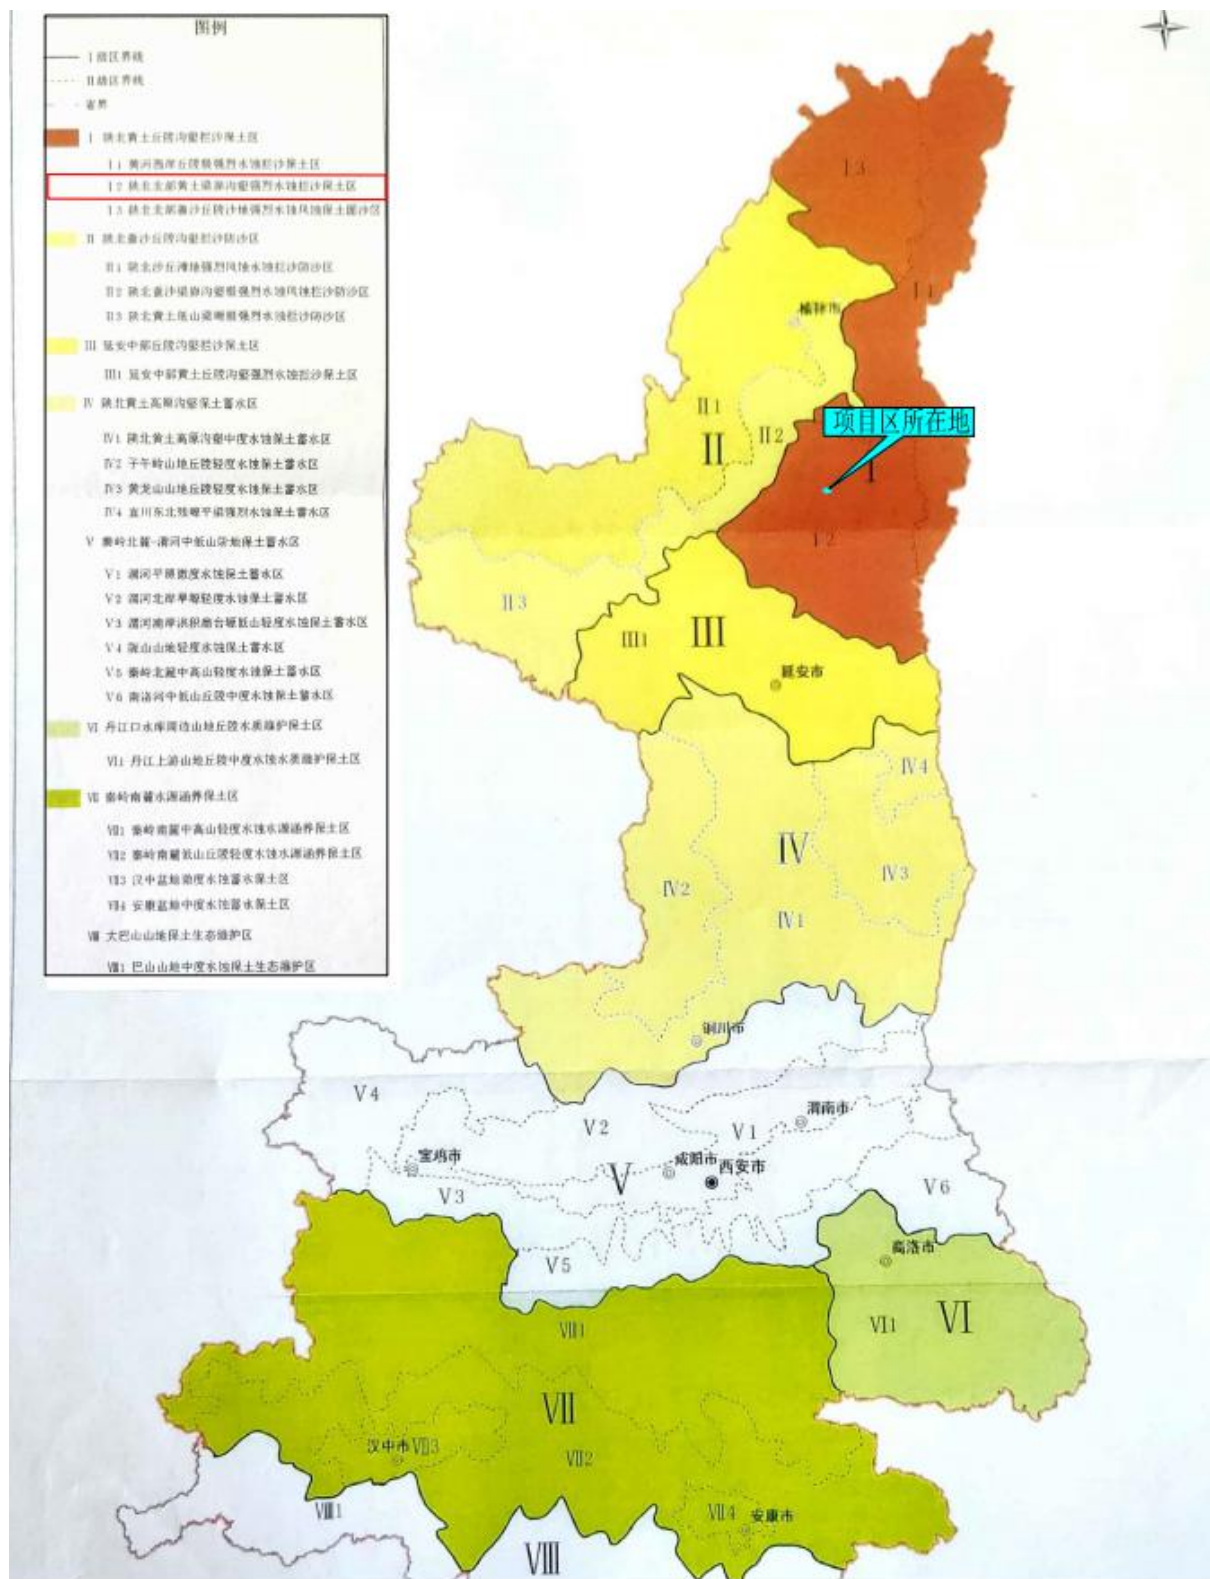 图例
I级区界线
II级区界线
省界
I 陕北黄土丘陵沟壑拦沙保土区
I1 黄河西岸丘陵极强烈水蚀拦沙保土区
I2 陕北北部黄土梁峁沟壑强烈水蚀拦沙保土区
I3 陕北北部盖沙丘陵沙地强烈水蚀风蚀保土固沙区
II 陕北盖沙丘陵沟壑拦沙防沙区
II1 陕北沙丘滩地强烈风蚀水蚀拦沙防沙区
II2 陕北盖沙梁峁沟壑极强烈水蚀风蚀拦沙防沙区
II3 陕北黄土低山梁塬极强烈水蚀拦沙防沙区
III 延安中部丘陵沟壑拦沙保土区
III1 延安中部黄土丘陵沟壑强烈水蚀拦沙保土区
IV 陕北黄土高原沟壑保土蓄水区
IV1 陕北黄土高原沟壑中度水蚀保土蓄水区
IV2 子午岭山地丘陵轻度水蚀保土蓄水区
IV3 黄龙山山地丘陵轻度水蚀保土蓄水区
IV4 宜川东北残塬平梁强烈水蚀保土蓄水区
V 秦岭北麓-渭河中低山阶地保土蓄水区
V1 渭河平原微度水蚀保土蓄水区
V2 渭河北岸旱塬轻度水蚀保土蓄水区
V3 渭河南岸洪积扇台塬低山轻度水蚀保土蓄水区
V4 陇山山地轻度水蚀保土蓄水区
V5 秦岭北麓中高山轻度水蚀保土蓄水区
V6 南洛河中低山丘陵中度水蚀保土蓄水区
VI 丹江口水库周边山地丘陵水质维护保土区
VI1 丹江上游山地丘陵中度水蚀水质维护保土区
VII 秦岭南麓水源涵养保土区
VII1 秦岭南麓中高山轻度水蚀水源涵养保土区
VII2 秦岭南麓低山丘陵轻度水蚀水源涵养保土区
VII3 汉中盆地微度水蚀蓄水保土区
VII4 安康盆地中度水蚀蓄水保土区
VIII 大巴山山地保土生态维护区
VIII1 巴山山地中度水蚀保土生态维护区
I3
I1
榆林市
II1
II2
II
项目区所在地
I
I2
II3
III1
III
延安市
IV4
IV
IV3
IV2
IV1
铜川市
V4
V2
V1
渭南市
宝鸡市
咸阳市
西安市
V
V3
V6
V5
商洛市
VI1
VI
VII1
VII
汉中市
VII3
VII2
VIII1
VII4
安康市
VIII